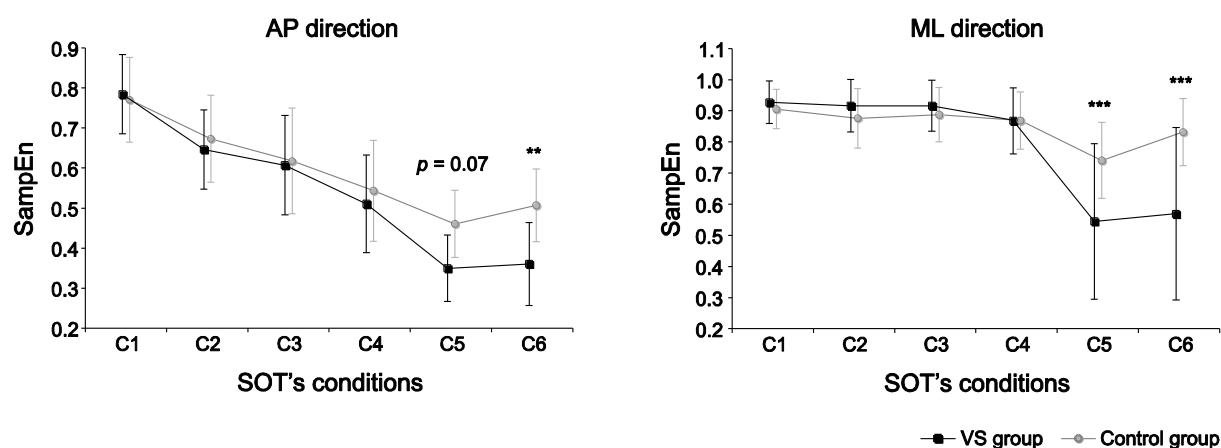 AP direction
0.9
0.8
0.7
0.6
0.5
0.4
0.3
0.2
SampEn
p = 0.07
**
C1 C2 C3 C4 C5 C6
SOT's conditions
ML direction
1.1
1.0
0.9
0.8
0.7
0.6
0.5
0.4
0.3
0.2
SampEn
***
***
C1 C2 C3 C4 C5 C6
SOT's conditions
VS group Control group